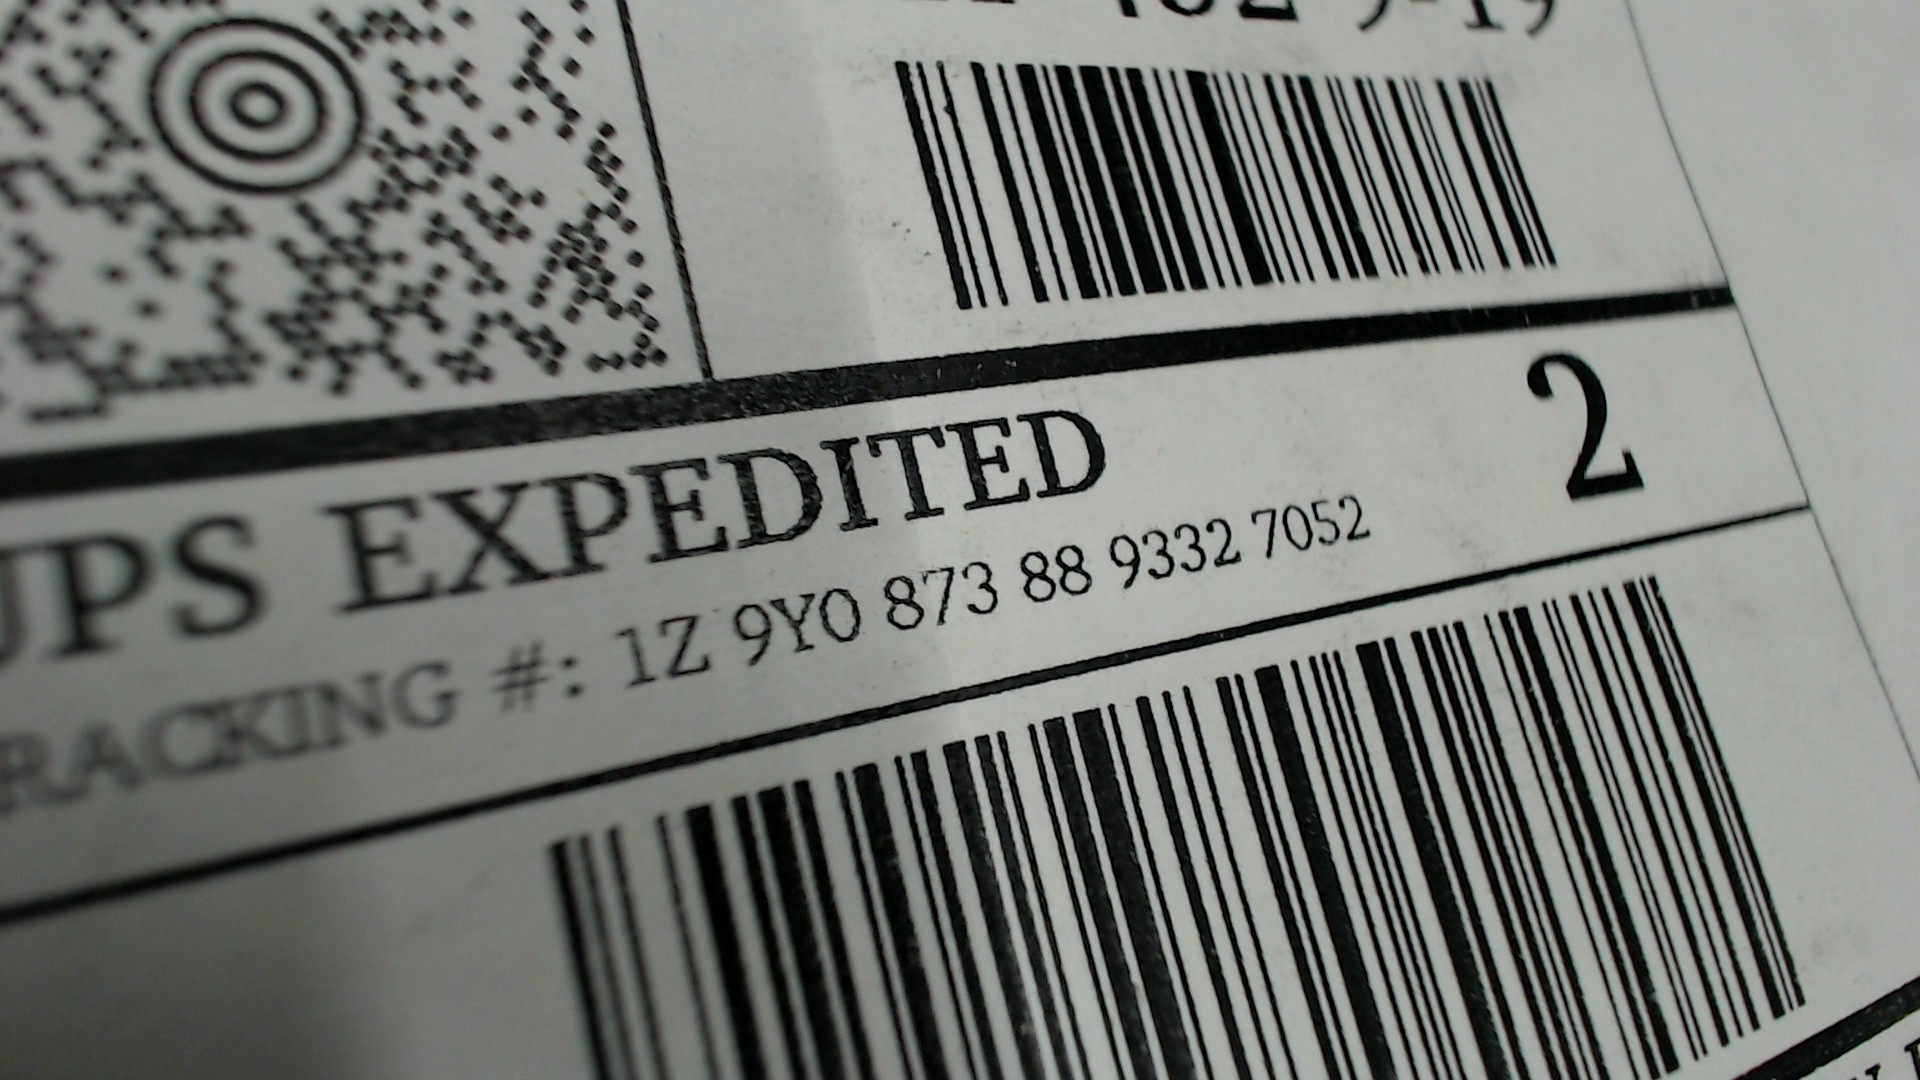 UPS EXPEDITED
2
TRACKING #: 1Z 9Y0 873 88 9332 7052